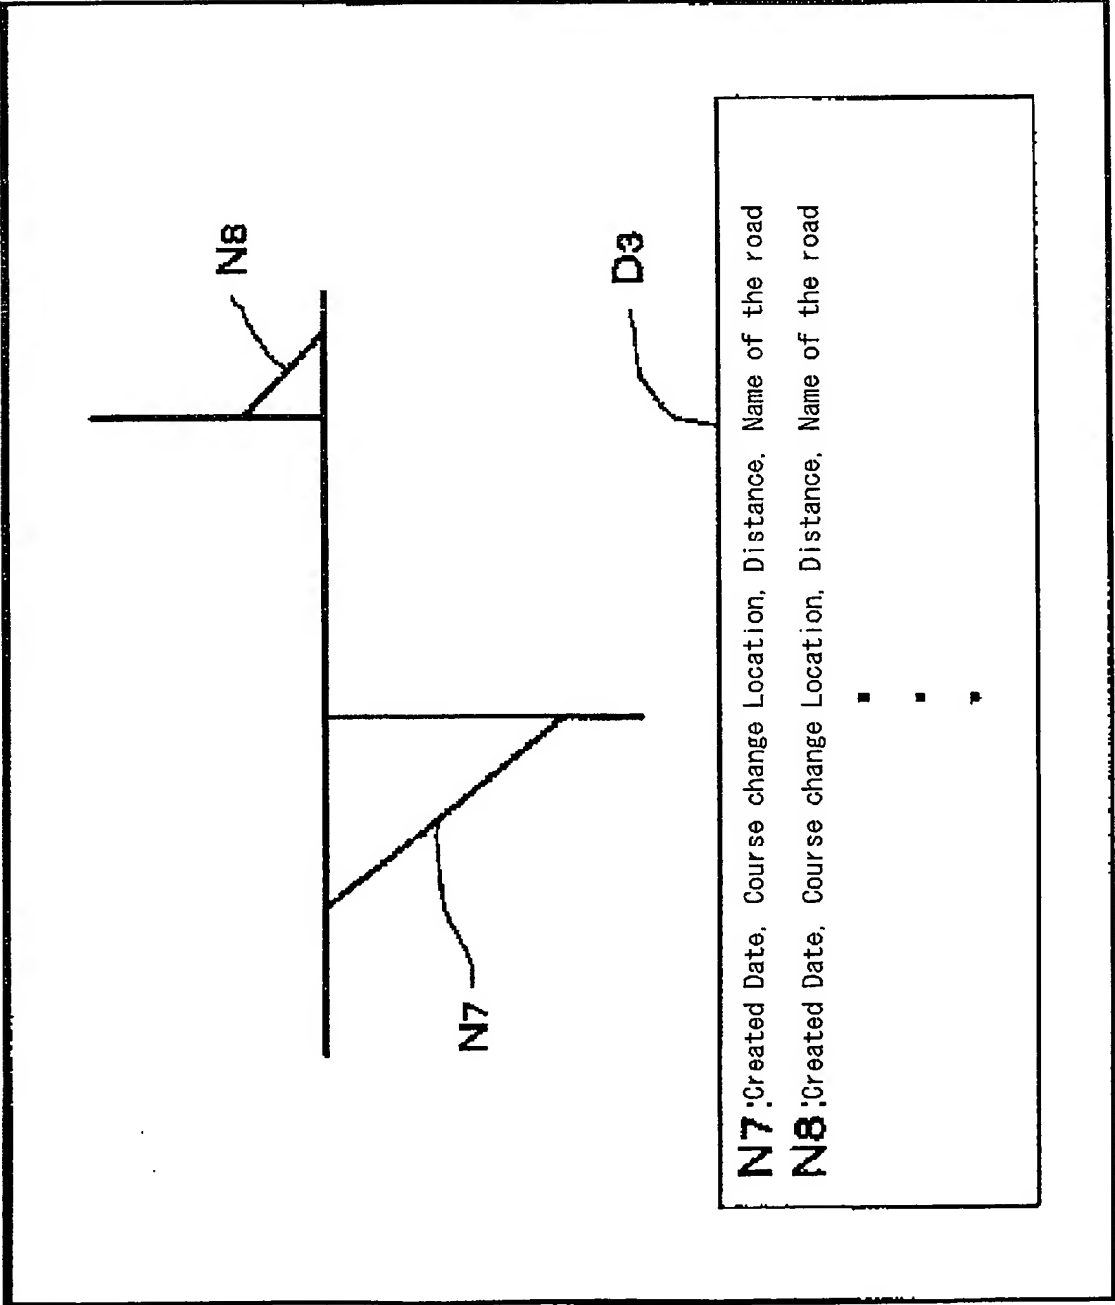 N8
N7
D3
N7:Created Date, Course change Location, Distance, Name of the road
N8:Created Date, Course change Location, Distance, Name of the road